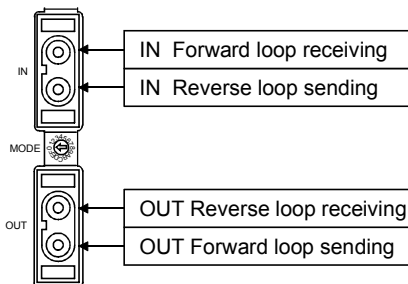 IN Forward loop receiving
IN
IN Reverse loop sending
MODE
OUT Reverse loop receiving
OUT
OUT Forward loop sending